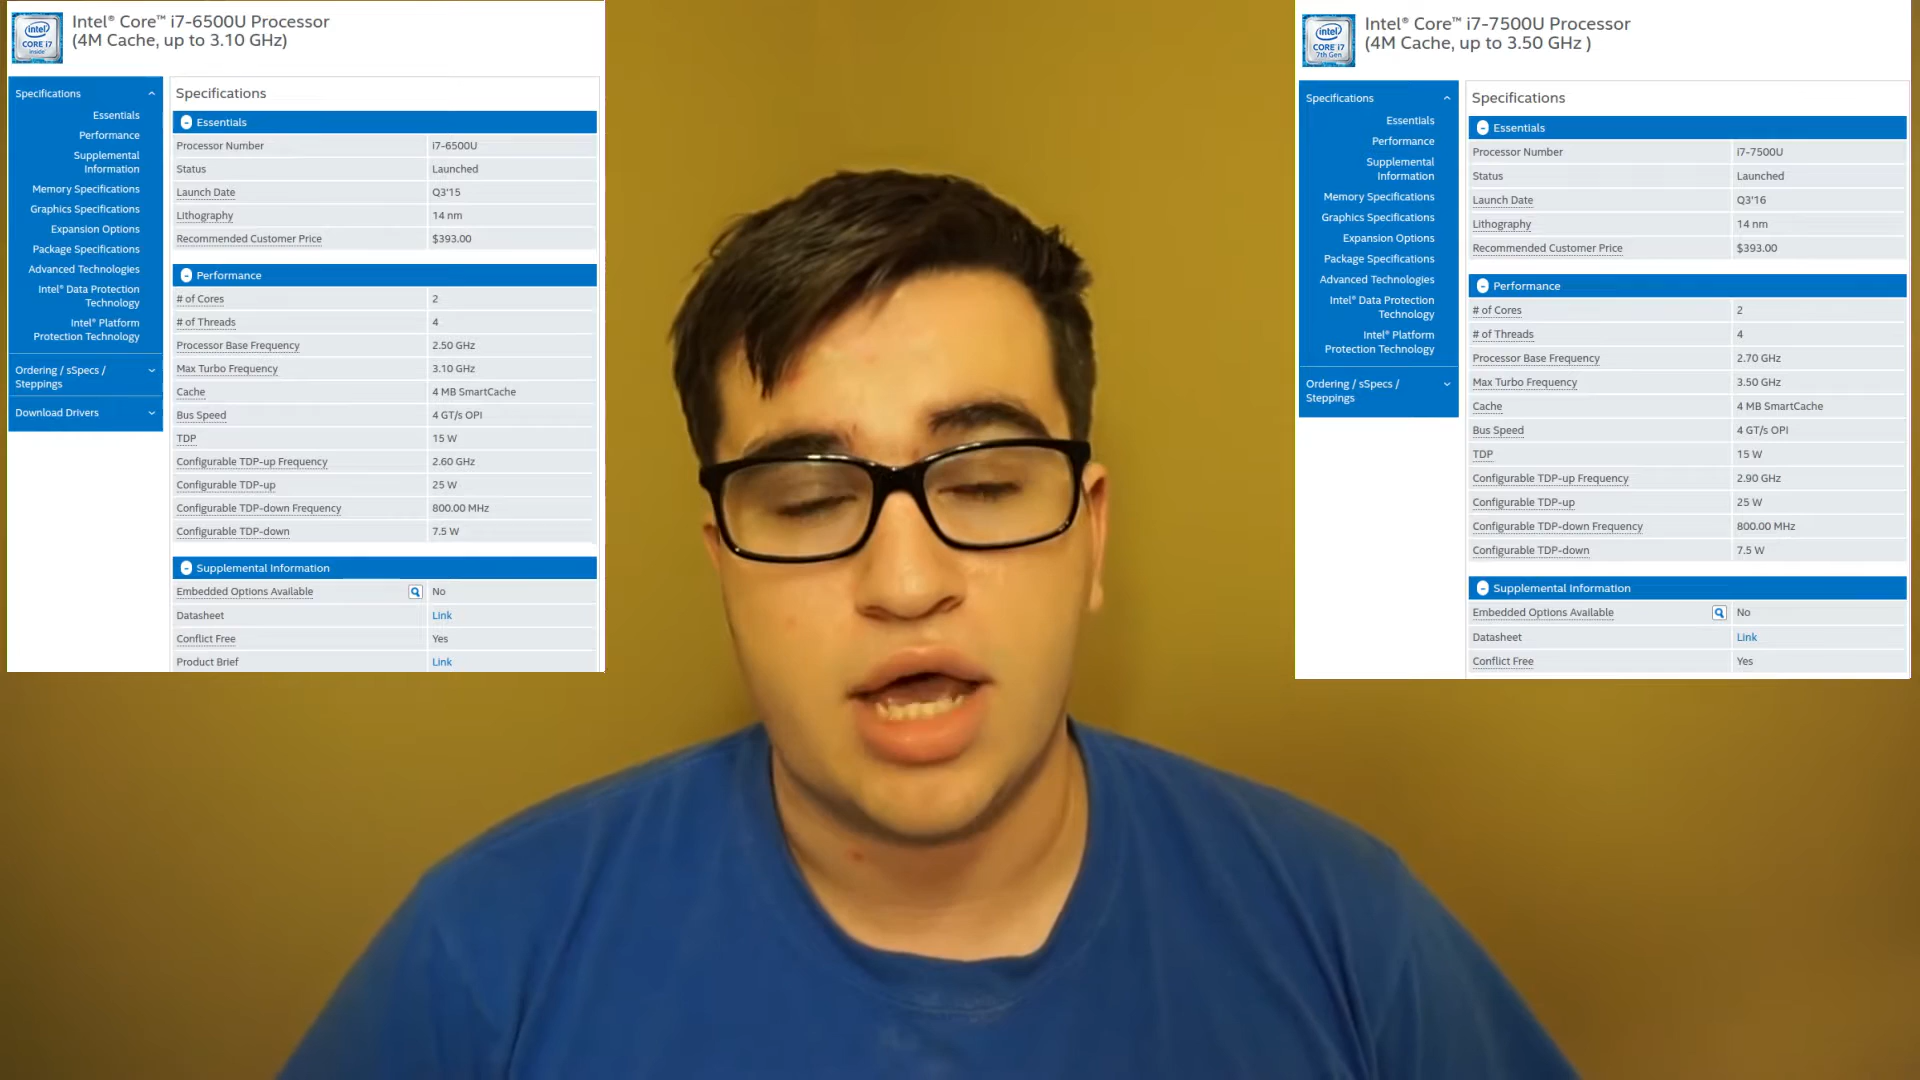 intel
CORE i7
inside
Intel® Core™ i7-6500U Processor
(4M Cache, up to 3.10 GHz)
Specifications
Essentials
Performance
Supplemental
Information
Memory Specifications
Graphics Specifications
Expansion Options
Package Specifications
Advanced Technologies
Intel® Data Protection
Technology
Intel® Platform
Protection Technology
Ordering / sSpecs /
Steppings
Download Drivers
Specifications
Essentials
Processor Number i7-6500U
Status Launched
Launch Date Q3'15
Lithography 14 nm
Recommended Customer Price $393.00
Performance
# of Cores 2
# of Threads 4
Processor Base Frequency 2.50 GHz
Max Turbo Frequency 3.10 GHz
Cache 4 MB SmartCache
Bus Speed 4 GT/s OPI
TDP 15 W
Configurable TDP-up Frequency 2.60 GHz
Configurable TDP-up 25 W
Configurable TDP-down Frequency 800.00 MHz
Configurable TDP-down 7.5 W
Supplemental Information
Embedded Options Available No
Datasheet Link
Conflict Free Yes
Product Brief Link
intel
CORE i7
7th Gen
Intel® Core™ i7-7500U Processor
(4M Cache, up to 3.50 GHz )
Specifications
Essentials
Performance
Supplemental
Information
Memory Specifications
Graphics Specifications
Expansion Options
Package Specifications
Advanced Technologies
Intel® Data Protection
Technology
Intel® Platform
Protection Technology
Ordering / sSpecs /
Steppings
Specifications
Essentials
Processor Number i7-7500U
Status Launched
Launch Date Q3'16
Lithography 14 nm
Recommended Customer Price $393.00
Performance
# of Cores 2
# of Threads 4
Processor Base Frequency 2.70 GHz
Max Turbo Frequency 3.50 GHz
Cache 4 MB SmartCache
Bus Speed 4 GT/s OPI
TDP 15 W
Configurable TDP-up Frequency 2.90 GHz
Configurable TDP-up 25 W
Configurable TDP-down Frequency 800.00 MHz
Configurable TDP-down 7.5 W
Supplemental Information
Embedded Options Available No
Datasheet Link
Conflict Free Yes